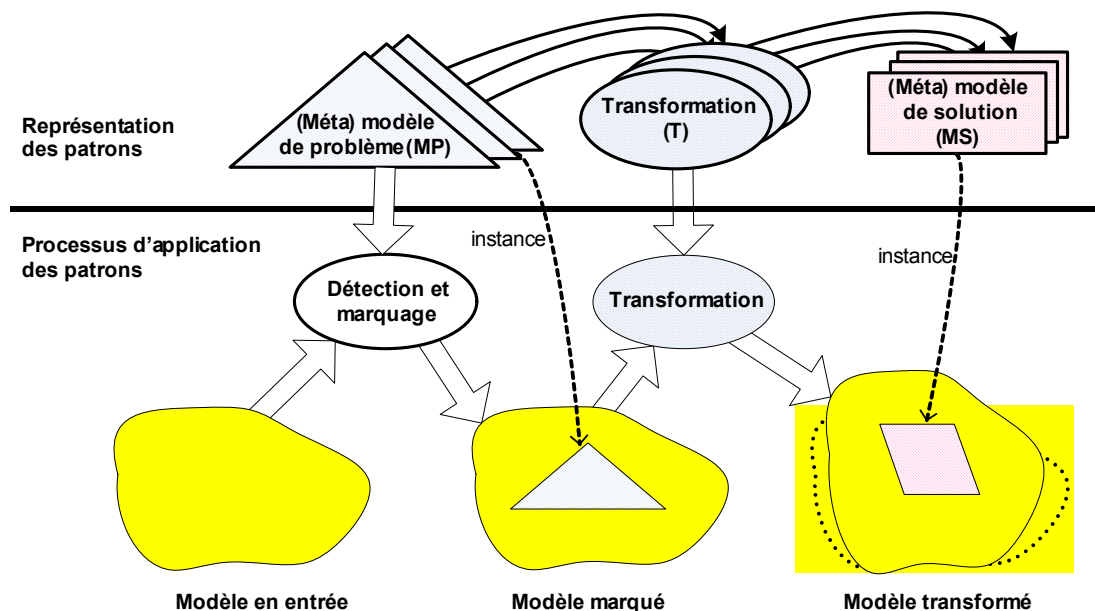 Représentation
des patrons
(Méta) modèle
de problème(MP)
Transformation
(T)
(Méta) modèle
de solution
(MS)
Processus d'application
des patrons
instance
instance
Détection et
marquage
Transformation
Modèle en entrée
Modèle marqué
Modèle transformé